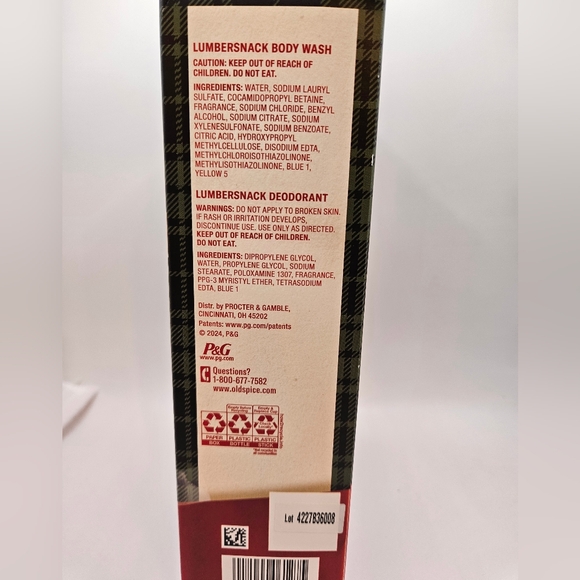 LUMBERSNACK BODY WASH
CAUTION: KEEP OUT OF REACH OF
CHILDREN. DO NOT EAT.
INGREDIENTS: WATER, SODIUM LAURYL
SULFATE, COCAMIDOPROPYL BETAINE,
FRAGRANCE, SODIUM CHLORIDE, BENZYL
ALCOHOL, SODIUM CITRATE, SODIUM
XYLENESULFONATE, SODIUM BENZOATE,
CITRIC ACID, HYDROXYPROPYL
METHYLCELLULOSE, DISODIUM EDTA,
METHYLCHLOROISOTHIAZOLINONE,
METHYLISOTHIAZOLINONE, BLUE 1,
YELLOW 5
LUMBERSNACK DEODORANT
WARNINGS: DO NOT APPLY TO BROKEN SKIN.
IF RASH OR IRRITATION DEVELOPS,
DISCONTINUE USE. USE ONLY AS DIRECTED.
KEEP OUT OF REACH OF CHILDREN.
DO NOT EAT.
INGREDIENTS: DIPROPYLENE GLYCOL,
WATER, PROPYLENE GLYCOL, SODIUM
STEARATE, POLOXAMINE 1307, FRAGRANCE,
PPG-3 MYRISTYL ETHER, TETRASODIUM
EDTA, BLUE 1
Distr. by PROCTER & GAMBLE,
CINCINNATI, OH 45202
Patents: www.pg.com/patents
© 2024, P&G
P&G
www.pg.com
Questions?
1-800-677-7582
www.oldspice.com
PAPER
BOX
PLASTIC
BOTTLE
PLASTIC
STICK
Lot 4227836008